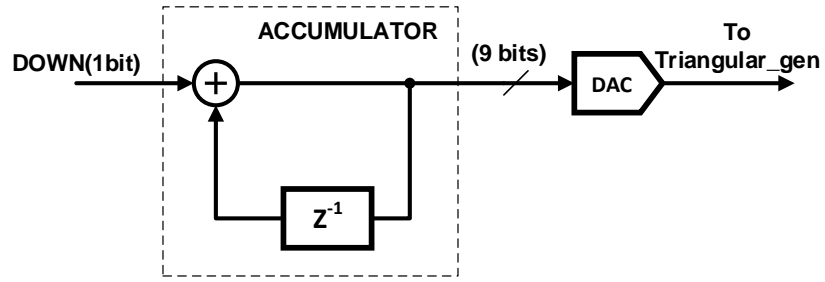 ACCUMULATOR
DOWN(1bit)
+
(9 bits)
DAC
To
Triangular_gen
Z⁻¹